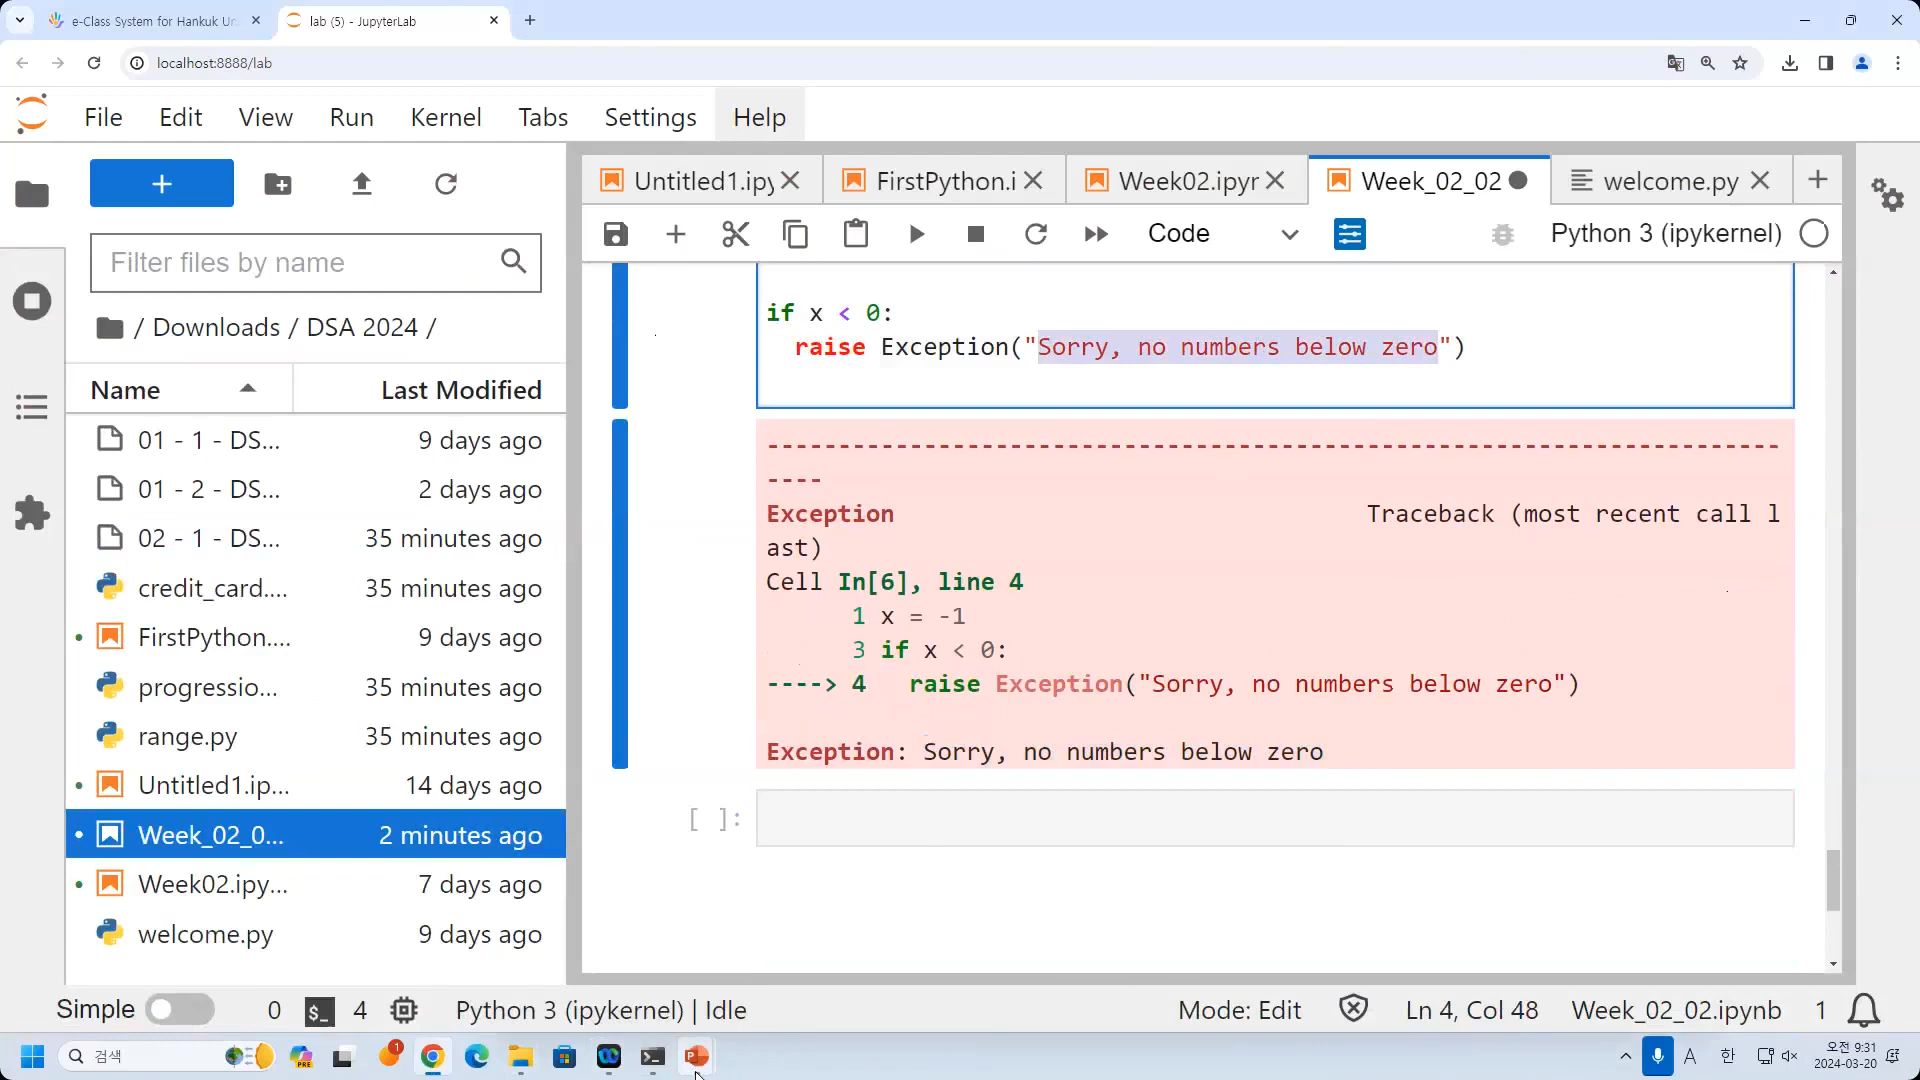 e-Class System for Hankuk Un
lab (5) - JupyterLab
localhost:8888/lab
File Edit View Run Kernel Tabs Settings Help
Filter files by name
/ Downloads / DSA 2024 /
Name Last Modified
01 - 1 - DS... 9 days ago
01 - 2 - DS... 2 days ago
02 - 1 - DS... 35 minutes ago
credit_card.... 35 minutes ago
FirstPython.... 9 days ago
progressio... 35 minutes ago
range.py 35 minutes ago
Untitled1.ip... 14 days ago
Week_02_0... 2 minutes ago
Week02.ipy... 7 days ago
welcome.py 9 days ago
Untitled1.ipy
FirstPython.i
Week02.ipyr
Week_02_02
welcome.py
Code
Python 3 (ipykernel)
if x < 0:
raise Exception("Sorry, no numbers below zero")
-----------------------------------------------------------------------
----
Exception Traceback (most recent call l
ast)
Cell In[6], line 4
1 x = -1
3 if x < 0:
----> 4 raise Exception("Sorry, no numbers below zero")
Exception: Sorry, no numbers below zero
[ ]:
Simple 0 $_ 4 Python 3 (ipykernel) | Idle Mode: Edit Ln 4, Col 48 Week_02_02.ipynb 1
검색
PRE
1
A
한
오전 9:31
2024-03-20